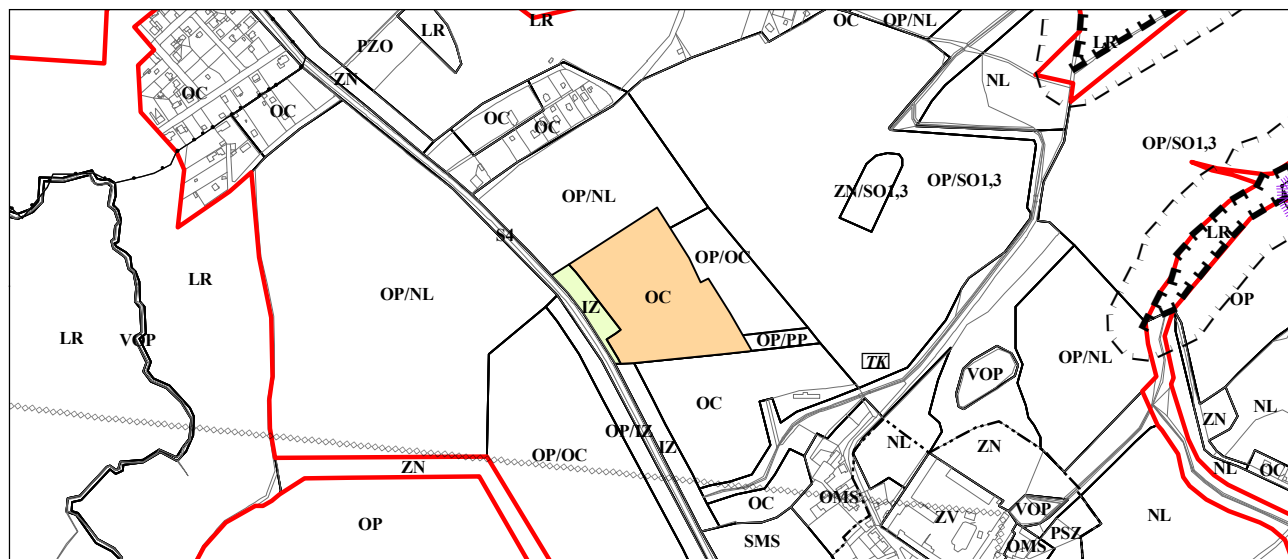 LR
OC
OP/NL
PZO
LR
LR
ZN
NL
OC
OC
OC
OC
OP/SO1,3
OP/SO1,3
ZN/SO1,3
OP/NL
S4
LR
LR
OP/OC
OP/NL
OC
IZ
OP
LR
VOP
OP/PP
TK
OP/NL
VOP
OC
NL
ZN
OP/IZ
IZ
NL
ZN
OP/OC
ZN
NL
OC
OC
OMS
VOP
PSZ
NL
OP
ZV
SMS
OMS